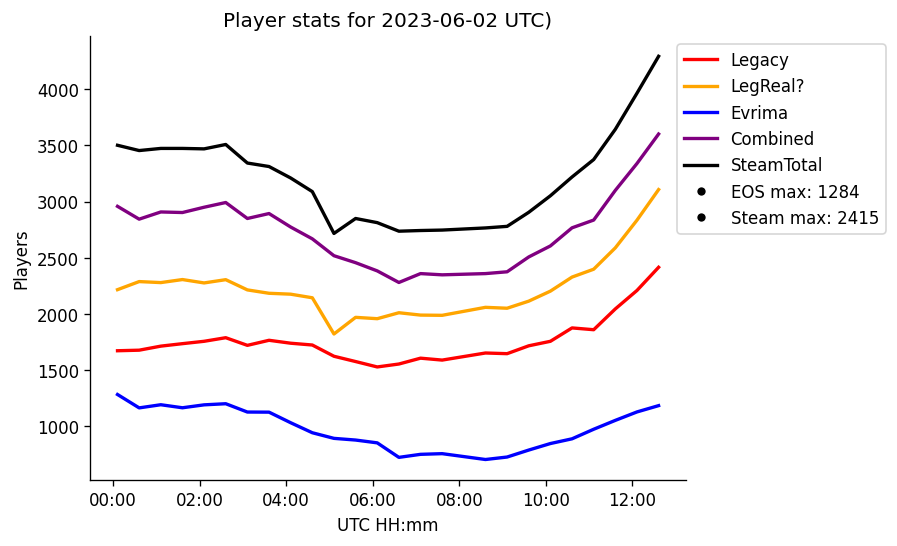 Player stats for 2023-06-02 UTC)
Players
4000
3500
3000
2500
2000
1500
1000
00:00 02:00 04:00 06:00 08:00 10:00 12:00
UTC HH:mm
Legacy
LegReal?
Evrima
Combined
SteamTotal
EOS max: 1284
Steam max: 2415